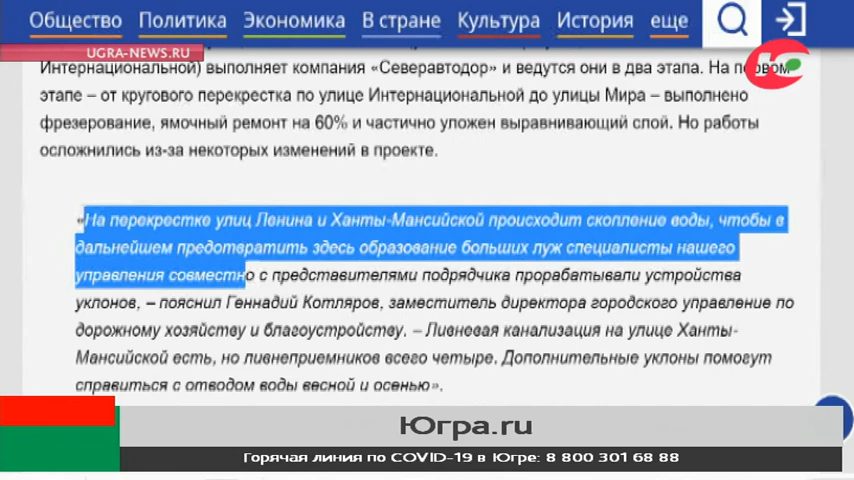 Общество Политика Экономика В стране Культура История еще
UGRA-NEWS.RU
Интернациональной) выполняет компания «Северавтодор» и ведутся они в два этапа. На первом
этапе – от кругового перекрестка по улице Интернациональной до улицы Мира – выполнено
фрезерование, ямочный ремонт на 60% и частично уложен выравнивающий слой. Но работы
осложнились из-за некоторых изменений в проекте.
«На перекрестке улиц Ленина и Ханты-Мансийской происходит скопление воды, чтобы в
дальнейшем предотвратить здесь образование больших луж специалисты нашего
управления совместно с представителями подрядчика прорабатывали устройства
уклонов, – пояснил Геннадий Котляров, заместитель директора городского управление по
дорожному хозяйству и благоустройству. – Ливневая канализация на улице Ханты-
Мансийской есть, но ливнеприемников всего четыре. Дополнительные уклоны помогут
справиться с отводом воды весной и осенью».
Югра.ru
Горячая линия по COVID-19 в Югре: 8 800 301 68 88